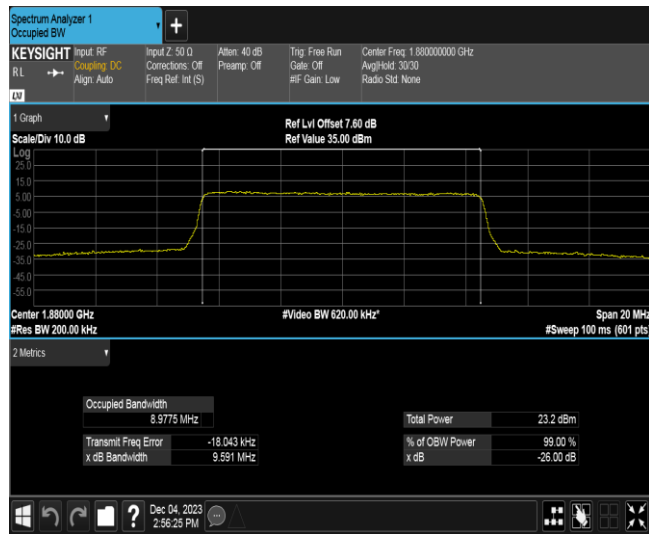 Spectrum Analyzer 1
Occupied BW
+
KEYSIGHT Input: RF Input Z: 50 Ω Atten: 40 dB Trig: Free Run Center Freq: 1.880000000 GHz
RL Coupling: DC Corrections: Off Preamp: Off Gate: Off Avg|Hold: 30/30
Align: Auto Freq Ref: Int (S) #IF Gain: Low Radio Std: None
LXI
1 Graph
Ref Lvl Offset 7.60 dB
Scale/Div 10.0 dB Ref Value 35.00 dBm
Log
25.0
15.0
5.00
-5.00
-15.0
-25.0
-35.0
-45.0
-55.0
Center 1.88000 GHz #Video BW 620.00 kHz* Span 20 MHz
#Res BW 200.00 kHz #Sweep 100 ms (601 pts)
2 Metrics
Occupied Bandwidth
8.9775 MHz Total Power 23.2 dBm
Transmit Freq Error -18.043 kHz % of OBW Power 99.00 %
x dB Bandwidth 9.591 MHz x dB -26.00 dB
? Dec 04, 2023
2:56:25 PM